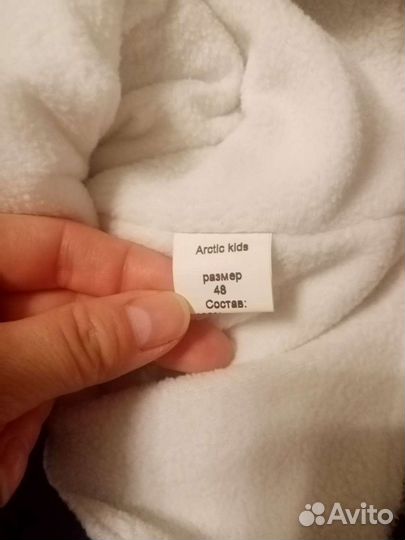 Arctic kids
размер
48
Состав:
Avito